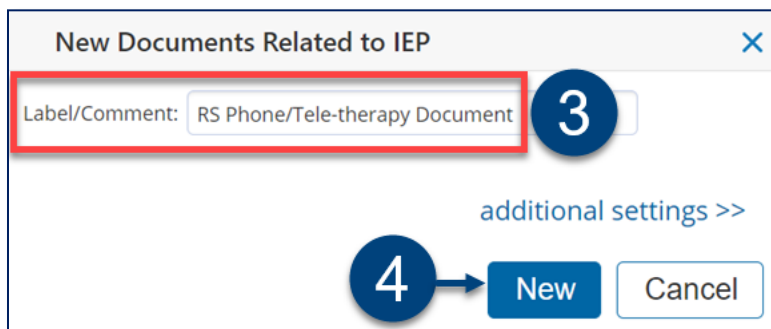 New Documents Related to IEP
Label/Comment: RS Phone/Tele-therapy Document 3
additional settings >>
4 New Cancel